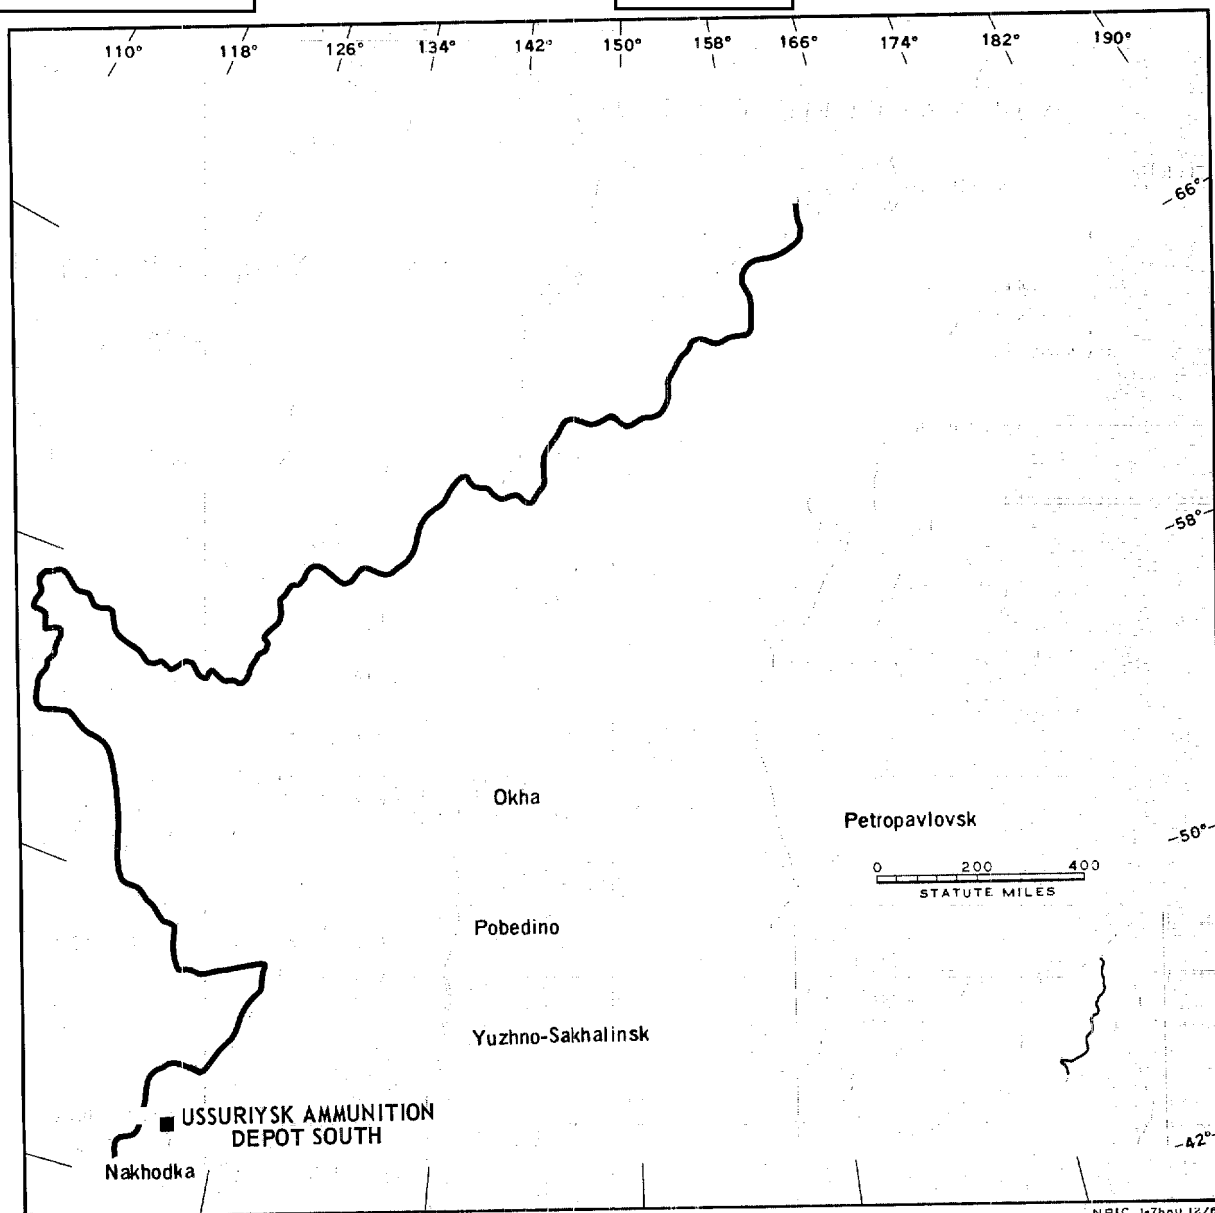 110° 118° 126° 134° 142° 150° 158° 166° 174° 182° 190°
66°
58°
Okha
Petropavlovsk
50°
0 200 400
STATUTE MILES
Pobedino
Yuzhno-Sakhalinsk
USSURIYSK AMMUNITION
DEPOT SOUTH
42°
Nakhodka
NPIC